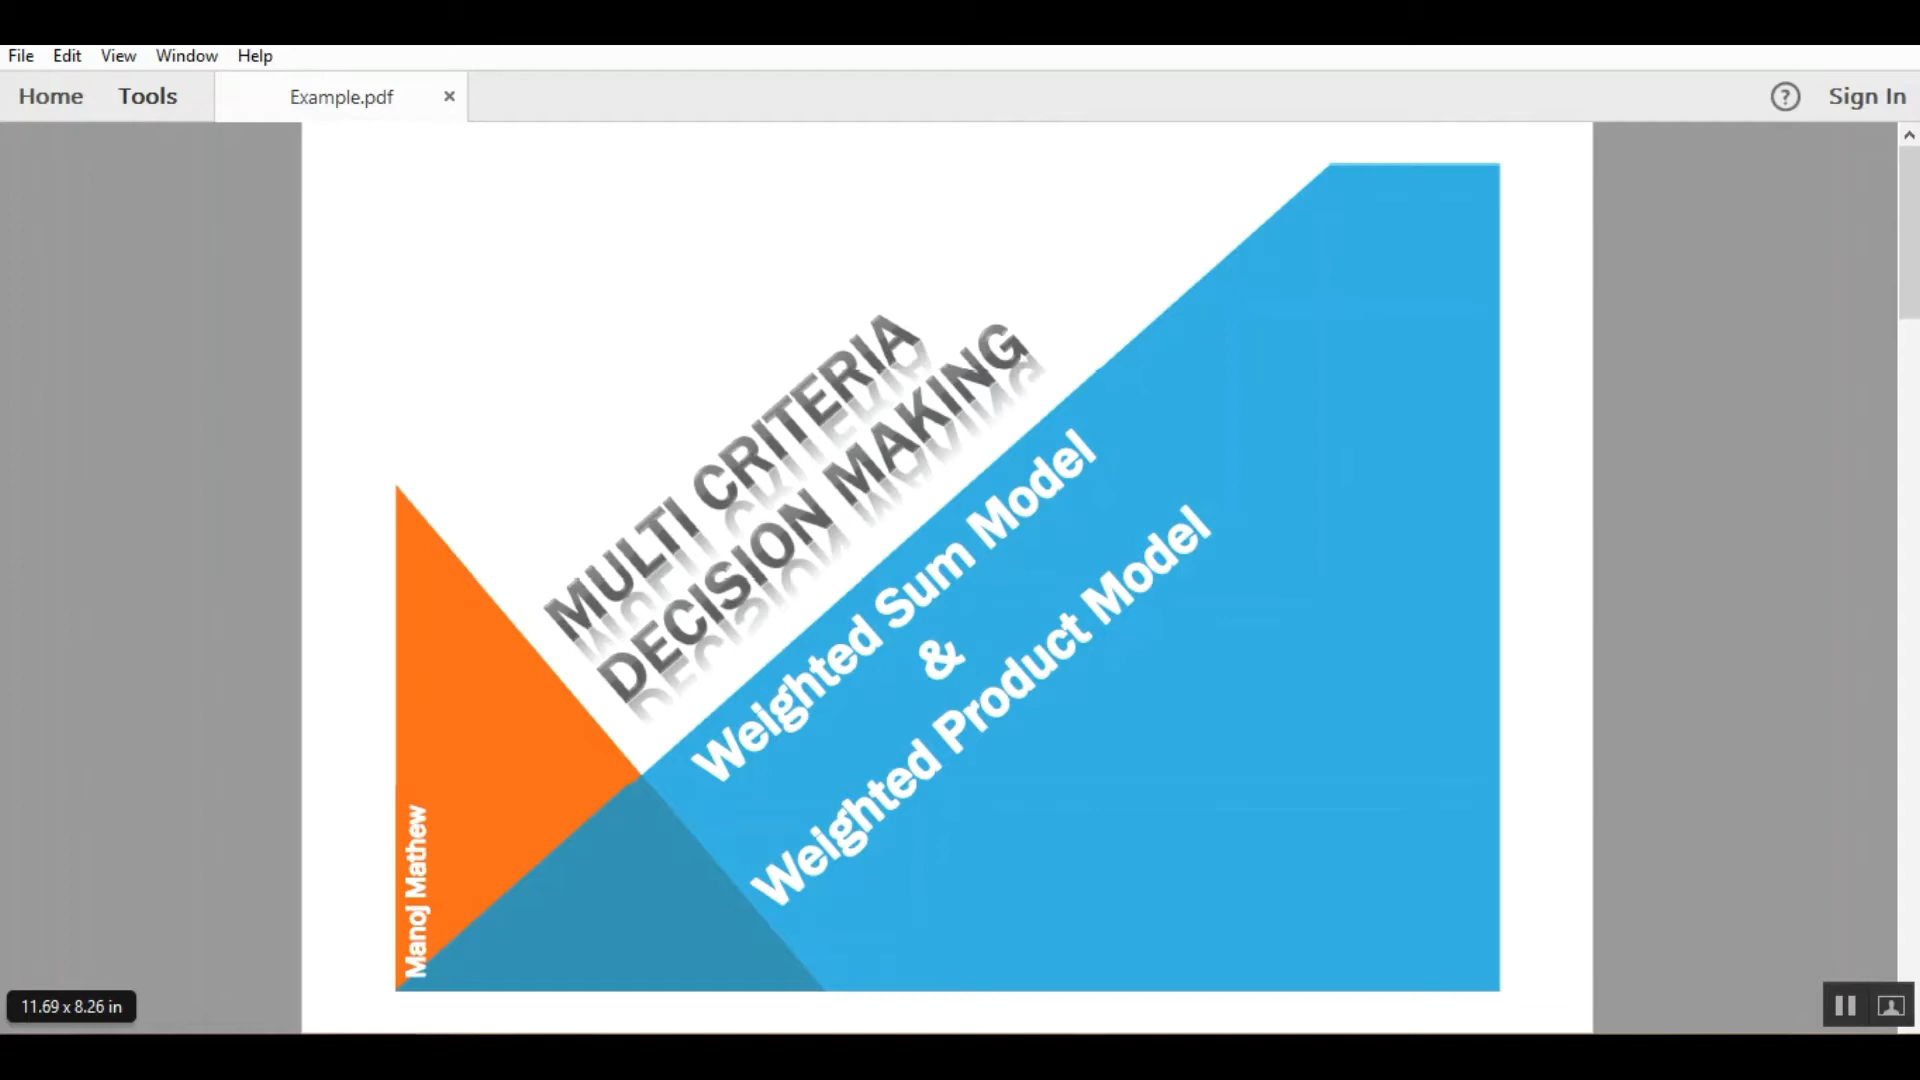 File Edit View Window Help
Home Tools Example.pdf × ? Sign In
MULTI CRITERIA
DECISION MAKING
Weighted Sum Model
&
Weighted Product Model
Manoj Mathew
11.69 x 8.26 in